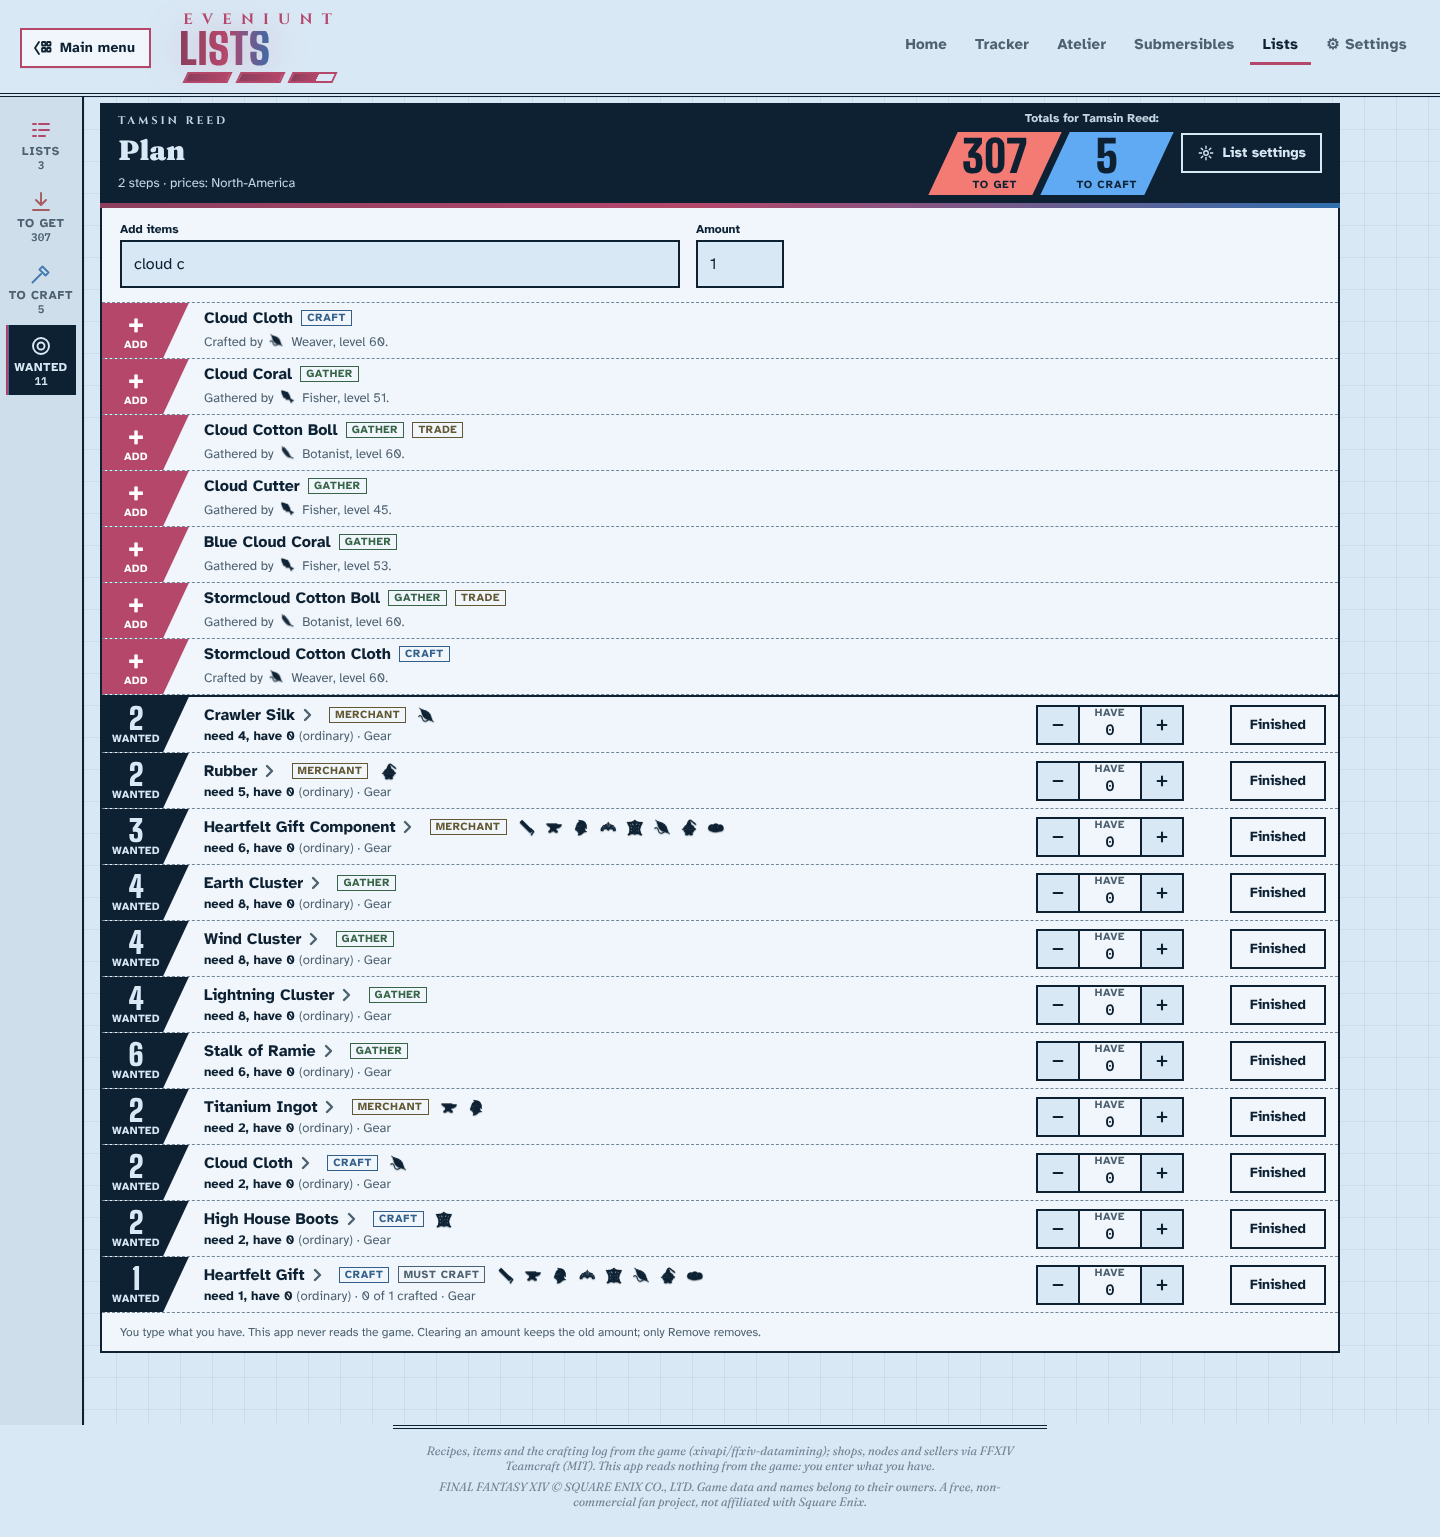 Main menu
EVENIUNT
LISTS
Home
Tracker
Atelier
Submersibles
Lists
Settings
LISTS
3
TO GET
307
TO CRAFT
5
WANTED
11
TAMSIN REED
Plan
2 steps · prices: North-America
Totals for Tamsin Reed:
307
TO GET
5
TO CRAFT
List settings
Add items
Amount
cloud c
1
+
ADD
Cloud Cloth CRAFT
Crafted by Weaver, level 60.
+
ADD
Cloud Coral GATHER
Gathered by Fisher, level 51.
+
ADD
Cloud Cotton Boll GATHER TRADE
Gathered by Botanist, level 60.
+
ADD
Cloud Cutter GATHER
Gathered by Fisher, level 45.
+
ADD
Blue Cloud Coral GATHER
Gathered by Fisher, level 53.
+
ADD
Stormcloud Cotton Boll GATHER TRADE
Gathered by Botanist, level 60.
+
ADD
Stormcloud Cotton Cloth CRAFT
Crafted by Weaver, level 60.
2
WANTED
Crawler Silk MERCHANT
need 4, have 0 (ordinary) · Gear
− HAVE 0 +
Finished
2
WANTED
Rubber MERCHANT
need 5, have 0 (ordinary) · Gear
− HAVE 0 +
Finished
3
WANTED
Heartfelt Gift Component MERCHANT
need 6, have 0 (ordinary) · Gear
− HAVE 0 +
Finished
4
WANTED
Earth Cluster GATHER
need 8, have 0 (ordinary) · Gear
− HAVE 0 +
Finished
4
WANTED
Wind Cluster GATHER
need 8, have 0 (ordinary) · Gear
− HAVE 0 +
Finished
4
WANTED
Lightning Cluster GATHER
need 8, have 0 (ordinary) · Gear
− HAVE 0 +
Finished
6
WANTED
Stalk of Ramie GATHER
need 6, have 0 (ordinary) · Gear
− HAVE 0 +
Finished
2
WANTED
Titanium Ingot MERCHANT
need 2, have 0 (ordinary) · Gear
− HAVE 0 +
Finished
2
WANTED
Cloud Cloth CRAFT
need 2, have 0 (ordinary) · Gear
− HAVE 0 +
Finished
2
WANTED
High House Boots CRAFT
need 2, have 0 (ordinary) · Gear
− HAVE 0 +
Finished
1
WANTED
Heartfelt Gift CRAFT MUST CRAFT
need 1, have 0 (ordinary) · 0 of 1 crafted · Gear
− HAVE 0 +
Finished
You type what you have. This app never reads the game. Clearing an amount keeps the old amount; only Remove removes.
Recipes, items and the crafting log from the game (xivapi/ffxiv-datamining); shops, nodes and sellers via FFXIV
Teamcraft (MIT). This app reads nothing from the game: you enter what you have.
FINAL FANTASY XIV © SQUARE ENIX CO., LTD. Game data and names belong to their owners. A free, non-
commercial fan project, not affiliated with Square Enix.